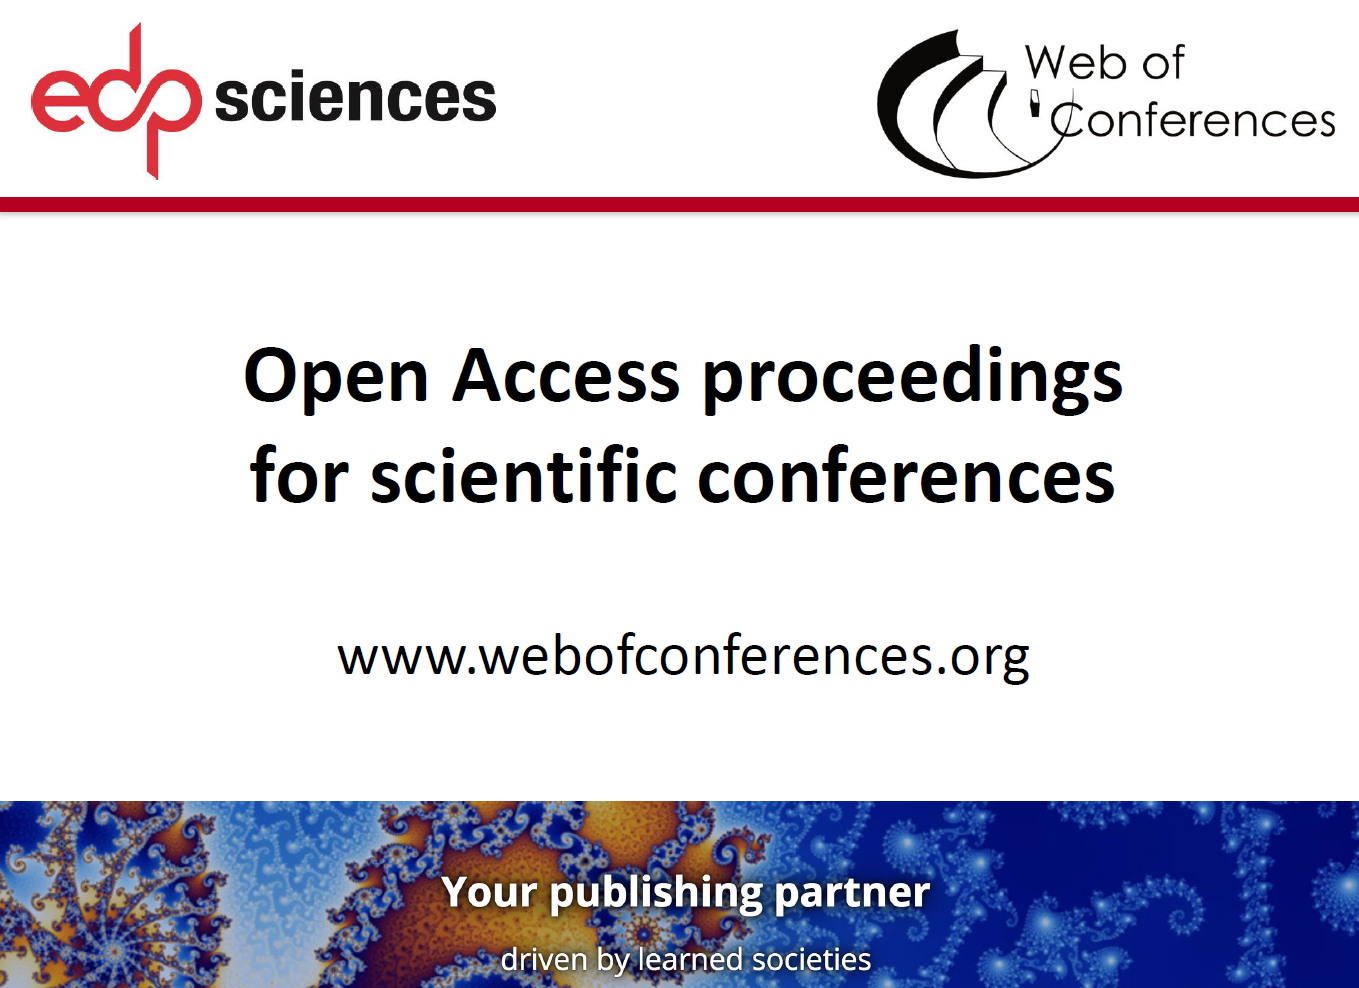 edp sciences
Web of
Conferences
Open Access proceedings
for scientific conferences
www.webofconferences.org
Your publishing partner
driven by learned societies